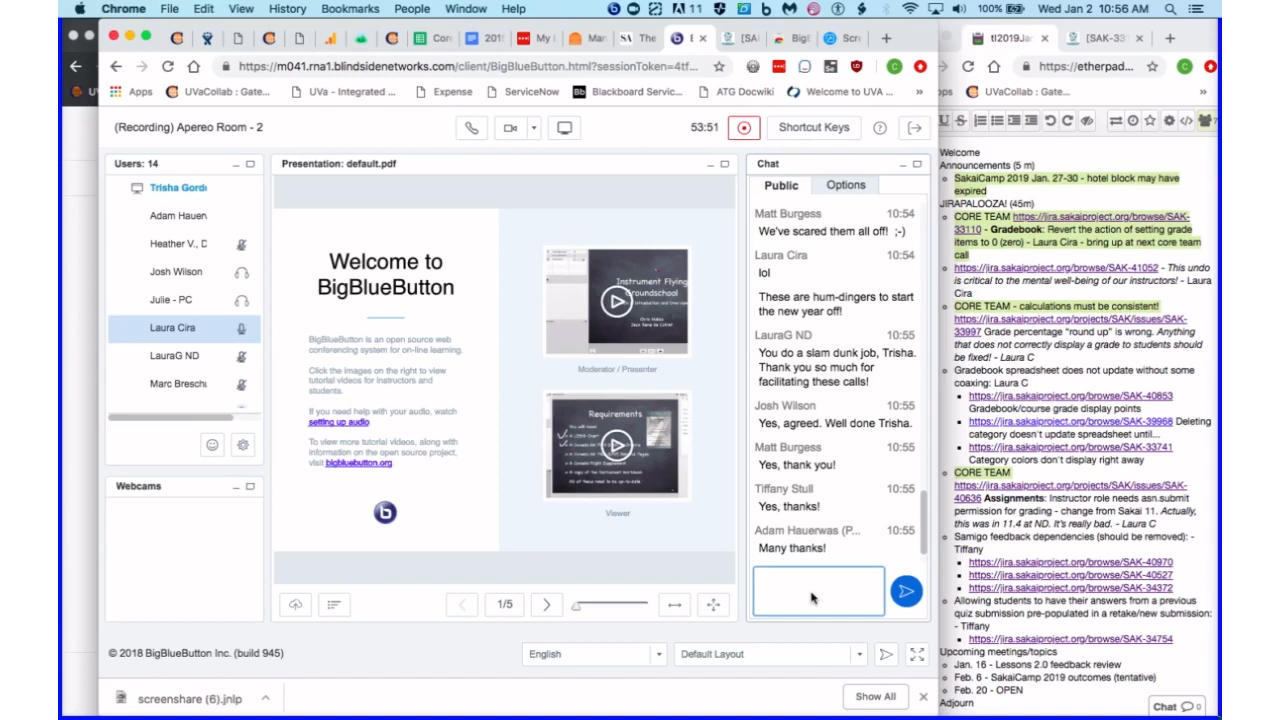 Chrome File Edit View History Bookmarks People Window Help
11 100% Wed Jan 2 10:56 AM
Con 201 My I Mar SA The [SA Bigl Scre
tl2019Ja [SAK-33
https://m041.rna1.blindsidenetworks.com/client/BigBlueButton.html?sessionToken=4tf...
https://etherpad...
Apps UVaCollab : Gate... UVa - Integrated ... Expense ServiceNow Bb Blackboard Servic... ATG Docwiki Welcome to UVA ... »
UVaCollab : Gate... »
(Recording) Apereo Room - 2
53:51
Shortcut Keys
Users: 14
Trisha Gord
Adam Hauen
Heather V., D
Josh Wilson
Julie - PC
Laura Cira
LauraG ND
Marc Bresch
Webcams
Presentation: default.pdf
Welcome to
BigBlueButton
BigBlueButton is an open source web
conferencing system for on-line learning.
Click the images on the right to view
tutorial videos for instructors and
students.
If you need help with your audio, watch
setting up audio
To view more tutorial videos, along with
information on the open source project,
visit bigbluebutton.org.
Instrument Flying
Groundschool
Moderator / Presenter
Requirements
Viewer
1/5
Chat
Public Options
Matt Burgess 10:54
We've scared them all off! ;-)
Laura Cira 10:54
lol
These are hum-dingers to start
the new year off!
LauraG ND 10:55
You do a slam dunk job, Trisha.
Thank you so much for
facilitating these calls!
Josh Wilson 10:55
Yes, agreed. Well done Trisha.
Matt Burgess 10:55
Yes, thank you!
Tiffany Stull 10:55
Yes, thanks!
Adam Hauerwas (P... 10:55
Many thanks!
© 2018 BigBlueButton Inc. (build 945)
English
Default Layout
screenshare (6).jnlp
Show All
Welcome
Announcements (5 m)
SakaiCamp 2019 Jan. 27-30 - hotel block may have
expired
JIRAPALOOZA! (45m)
CORE TEAM https://jira.sakaiproject.org/browse/SAK-
33110 - Gradebook: Revert the action of setting grade
items to 0 (zero) - Laura Cira - bring up at next core team
call
https://jira.sakaiproject.org/browse/SAK-41052 - This undo
is critical to the mental well-being of our instructors! - Laura
Cira
CORE TEAM - calculations must be consistent!
https://jira.sakaiproject.org/projects/SAK/issues/SAK-
33997 Grade percentage "round up" is wrong. Anything
that does not correctly display a grade to students should
be fixed! - Laura C
Gradebook spreadsheet does not update without some
coaxing: Laura C
https://jira.sakaiproject.org/browse/SAK-40853
Gradebook/course grade display points
https://jira.sakaiproject.org/browse/SAK-39968 Deleting
category doesn't update spreadsheet until...
https://jira.sakaiproject.org/browse/SAK-33741
Category colors don't display right away
CORE TEAM
https://jira.sakaiproject.org/projects/SAK/issues/SAK-
40636 Assignments: Instructor role needs asn.submit
permission for grading - change from Sakai 11. Actually,
this was in 11.4 at ND. It's really bad. - Laura C
Samigo feedback dependencies (should be removed): -
Tiffany
https://jira.sakaiproject.org/browse/SAK-40970
https://jira.sakaiproject.org/browse/SAK-40527
https://jira.sakaiproject.org/browse/SAK-34372
Allowing students to have their answers from a previous
quiz submission pre-populated in a retake/new submission:
- Tiffany
https://jira.sakaiproject.org/browse/SAK-34754
Upcoming meetings/topics
Jan. 16 - Lessons 2.0 feedback review
Feb. 6 - SakaiCamp 2019 outcomes (tentative)
Feb. 20 - OPEN
Adjourn
Chat 0